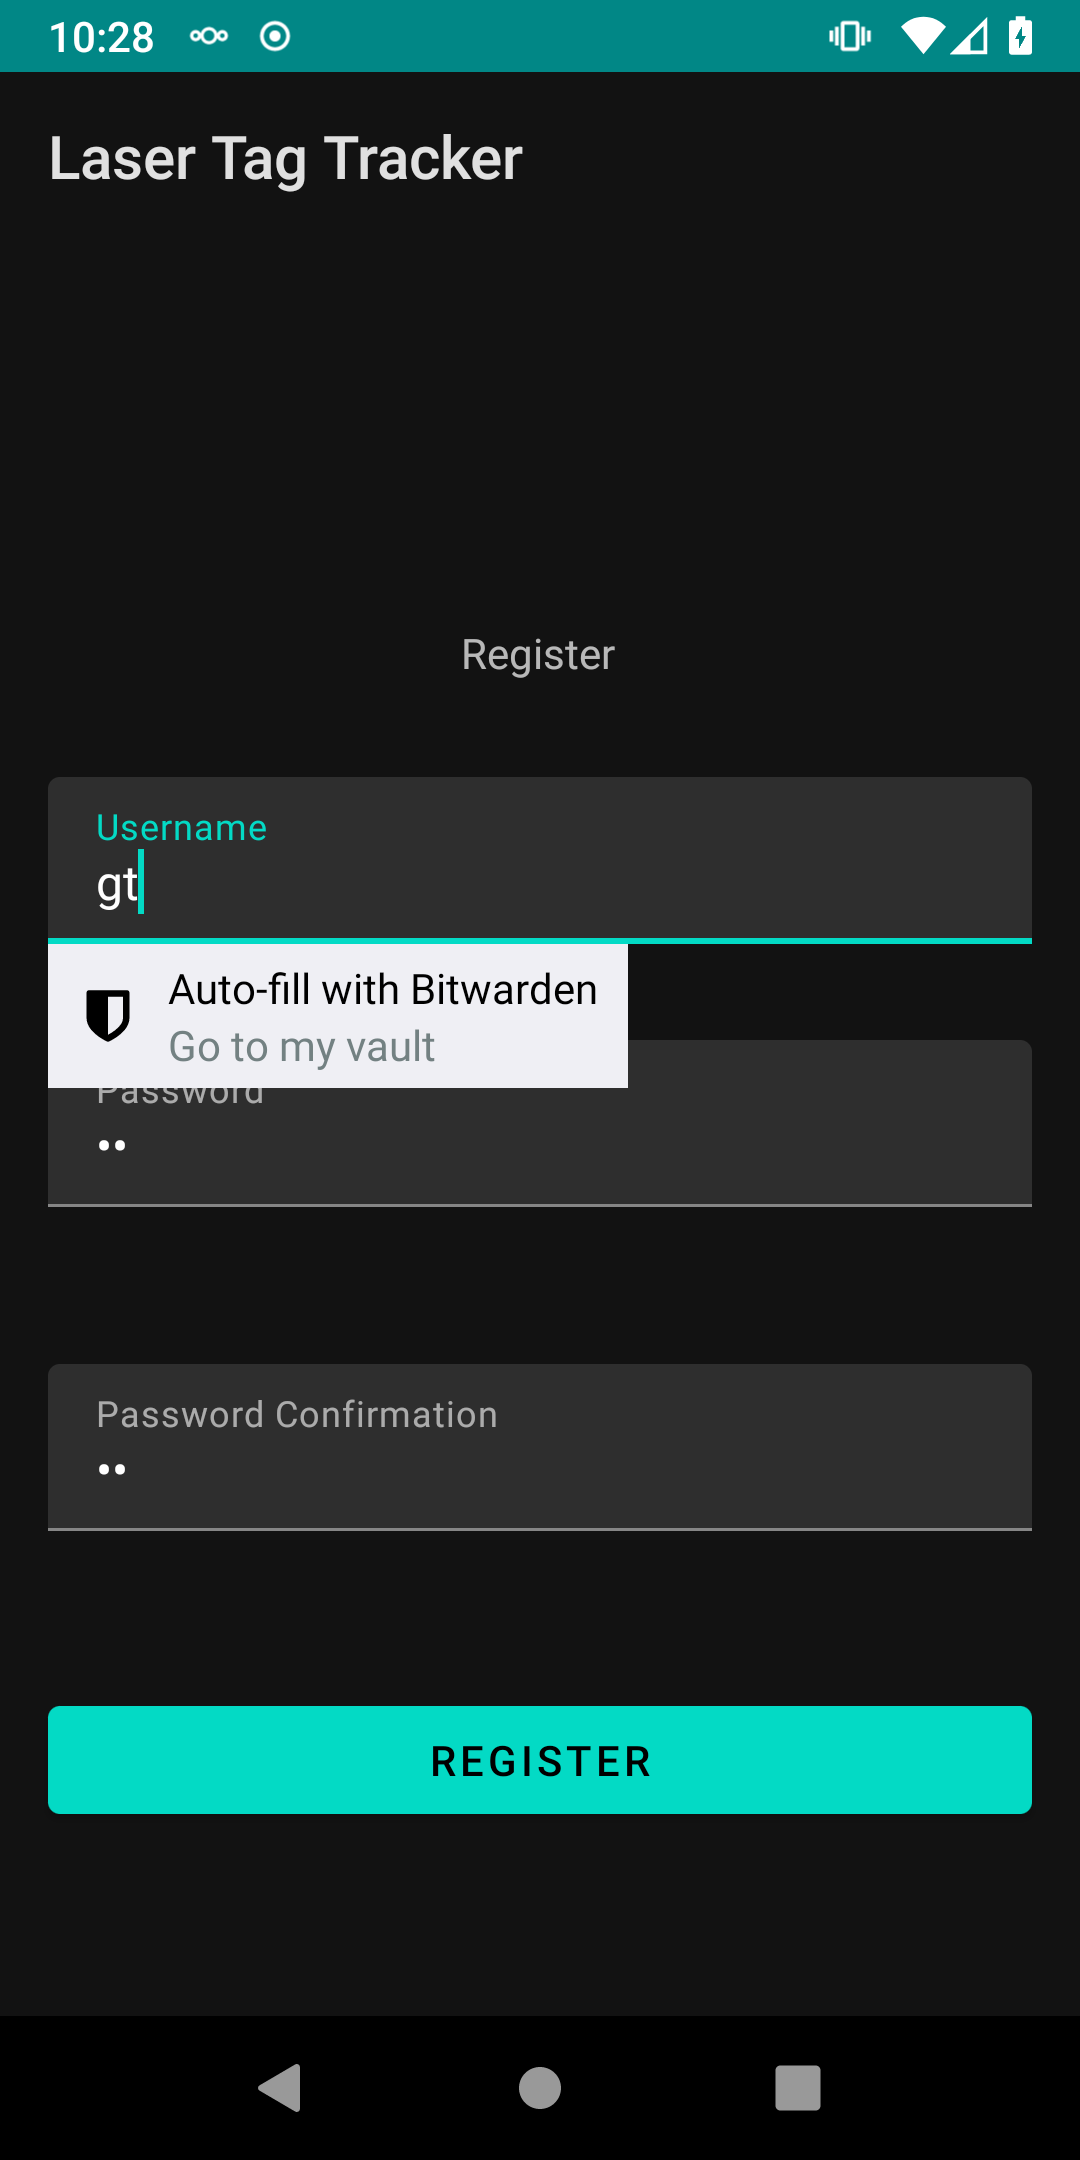 10:28
Laser Tag Tracker
Register
Username
gt
Auto-fill with Bitwarden
Go to my vault
Password
••
Password Confirmation
••
REGISTER